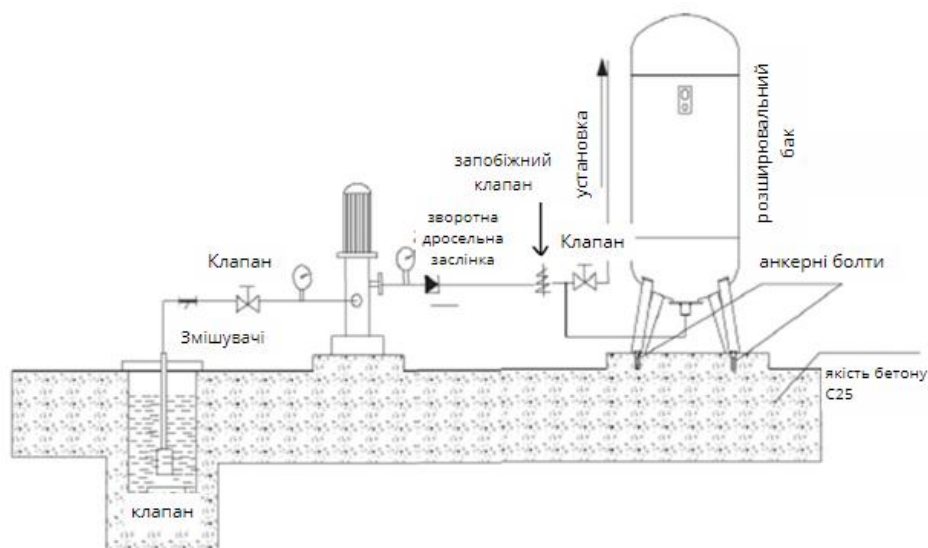 установка
розширювальний
бак
запобіжний
клапан
зворотна
дросельна
заслінка
Клапан
Клапан
анкерні болти
Змішувачі
якість бетону
C25
клапан